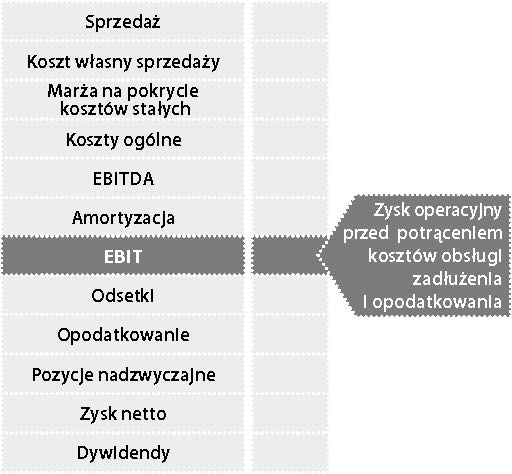 Sprzedaż
Koszt własny sprzedaży
Marża na pokrycie
kosztów stałych
Koszty ogólne
EBITDA
Amortyzacja
EBIT
Zysk operacyjny
przed potrąceniem
kosztów obsługi
zadłużenia
i opodatkowania
Odsetki
Opodatkowanie
Pozycje nadzwyczajne
Zysk netto
Dywidendy